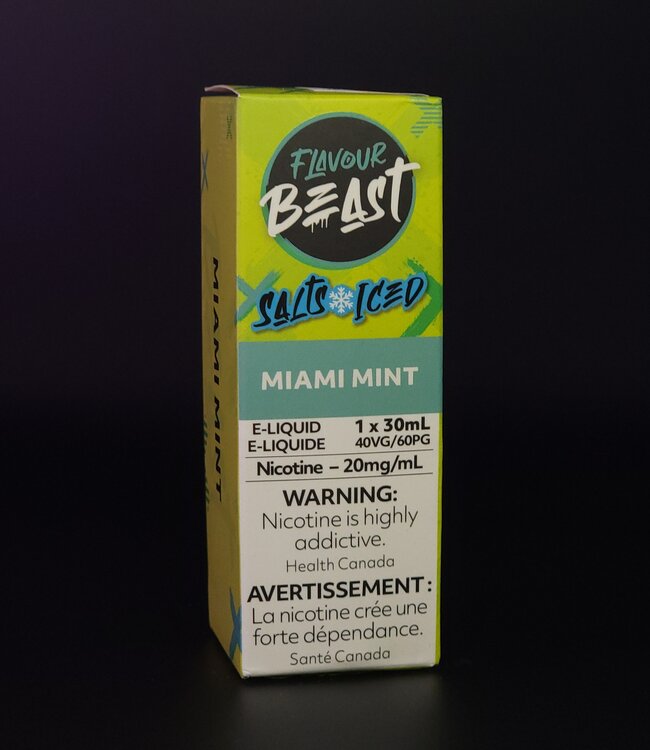 FLAVOUR
BEAST
SALTS ICED
MIAMI MINT
E-LIQUID 1 x 30mL
E-LIQUIDE 40VG/60PG
Nicotine – 20mg/mL
WARNING:
Nicotine is highly
addictive.
Health Canada
AVERTISSEMENT :
La nicotine crée une
forte dépendance.
Santé Canada
MIAMI MINT